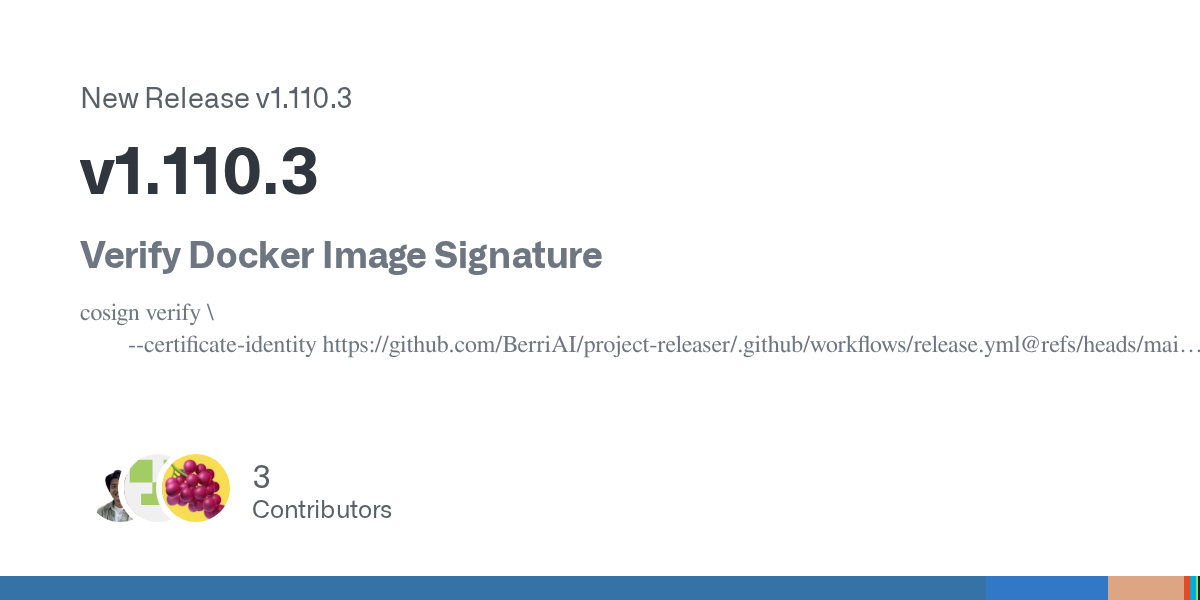 New Release v1.110.3
v1.110.3
Verify Docker Image Signature
cosign verify \
--certificate-identity https://github.com/BerriAI/project-releaser/.github/workflows/release.yml@refs/heads/mai…
3
Contributors